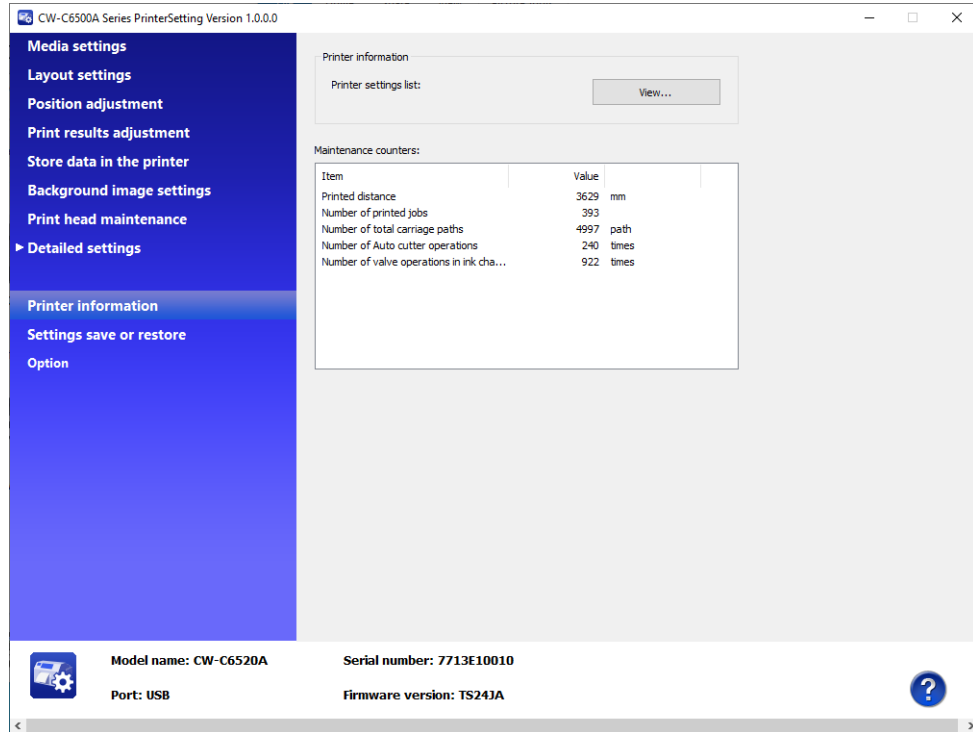 CW-C6500A Series PrinterSetting Version 1.0.0.0
Media settings
Layout settings
Position adjustment
Print results adjustment
Store data in the printer
Background image settings
Print head maintenance
Detailed settings
Printer information
Settings save or restore
Option
Printer information
Printer settings list:
View...
Maintenance counters:
Item Value
Printed distance 3629 mm
Number of printed jobs 393
Number of total carriage paths 4997 path
Number of Auto cutter operations 240 times
Number of valve operations in ink cha... 922 times
Model name: CW-C6520A Serial number: 7713E10010
Port: USB Firmware version: TS24JA
?